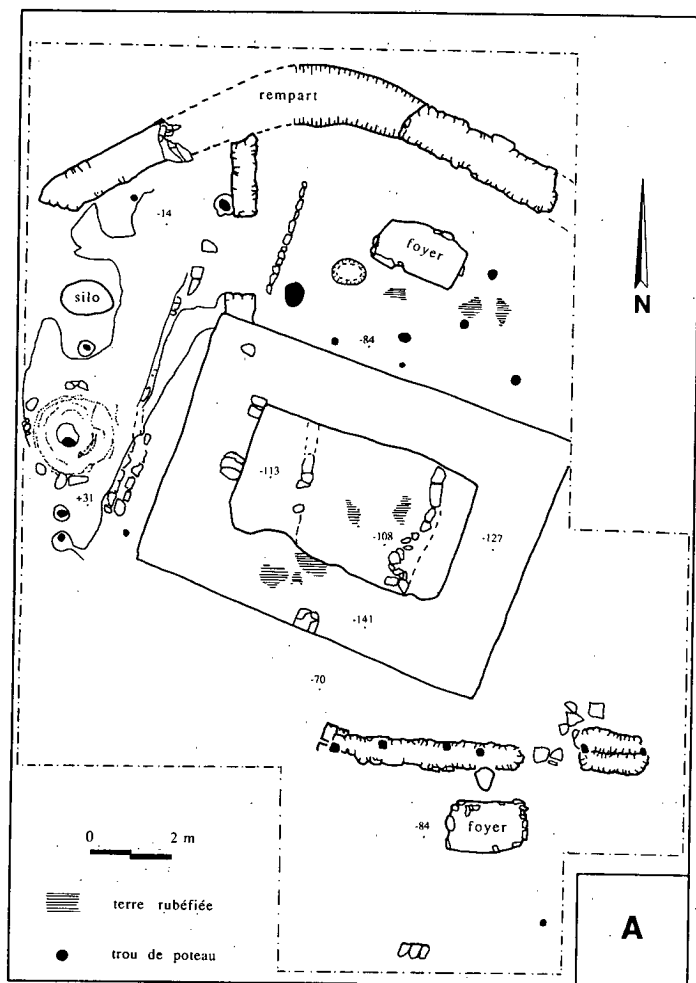 rempart
-14
foyer
N
silo
-84
-113
+31
-108
-127
-141
-70
-84
foyer
0 2 m
terre rubéfiée
trou de poteau
A